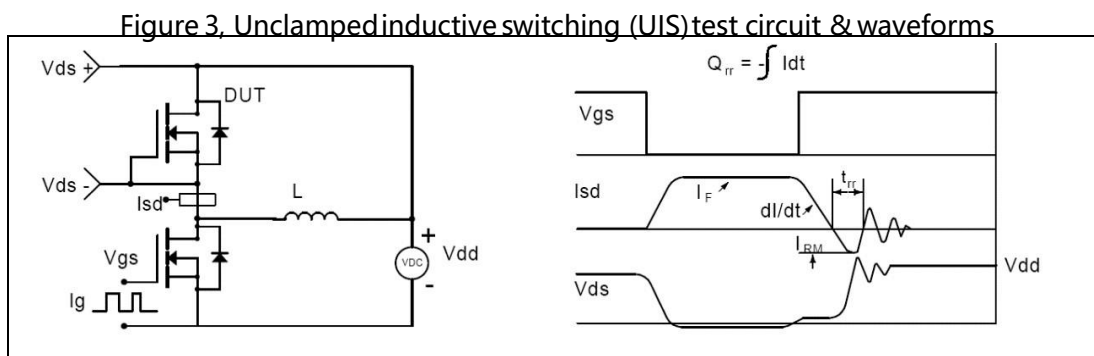 Figure 3, Unclamped inductive switching (UIS) test circuit & waveforms
Vds +
DUT
Vds -
Isd
L
Vgs
Ig
+
VDC
-
Vdd
Qrr = -∫ Idt
Vgs
Isd
IF
dI/dt
trr
IRM
Vds
Vdd